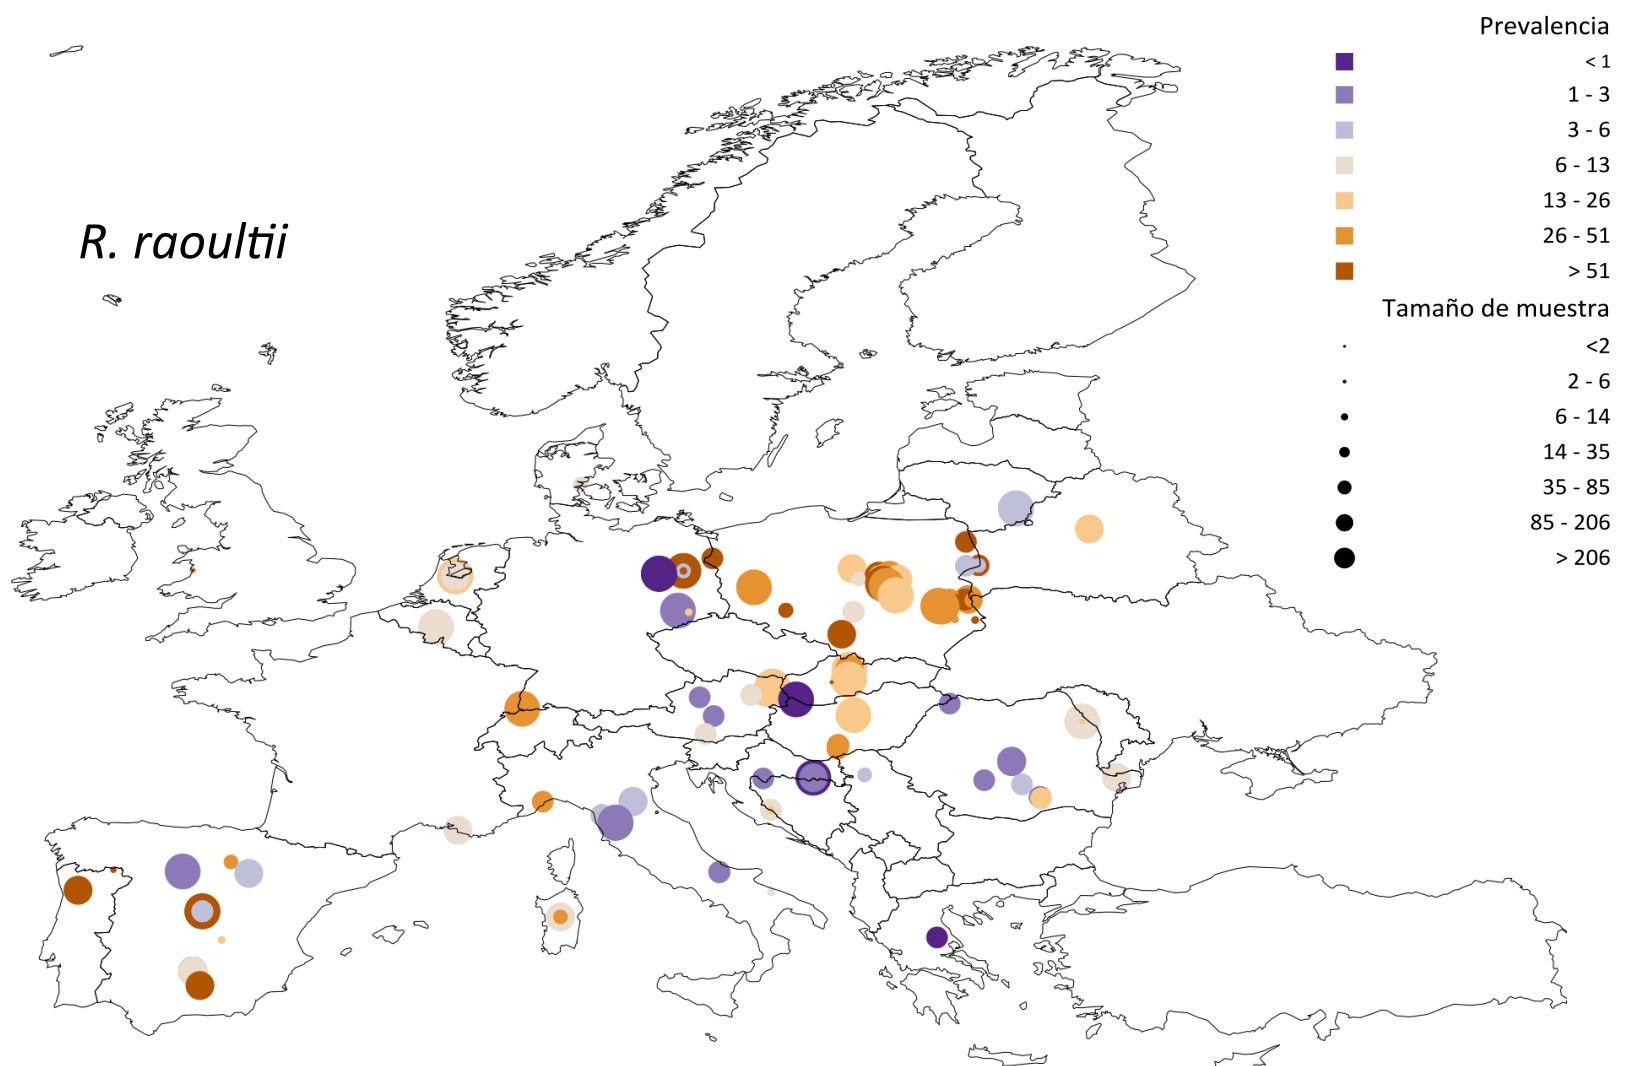 Prevalencia
< 1
1 - 3
3 - 6
6 - 13
R. raoultii
13 - 26
26 - 51
> 51
Tamaño de muestra
<2
2 - 6
6 - 14
14 - 35
35 - 85
85 - 206
> 206